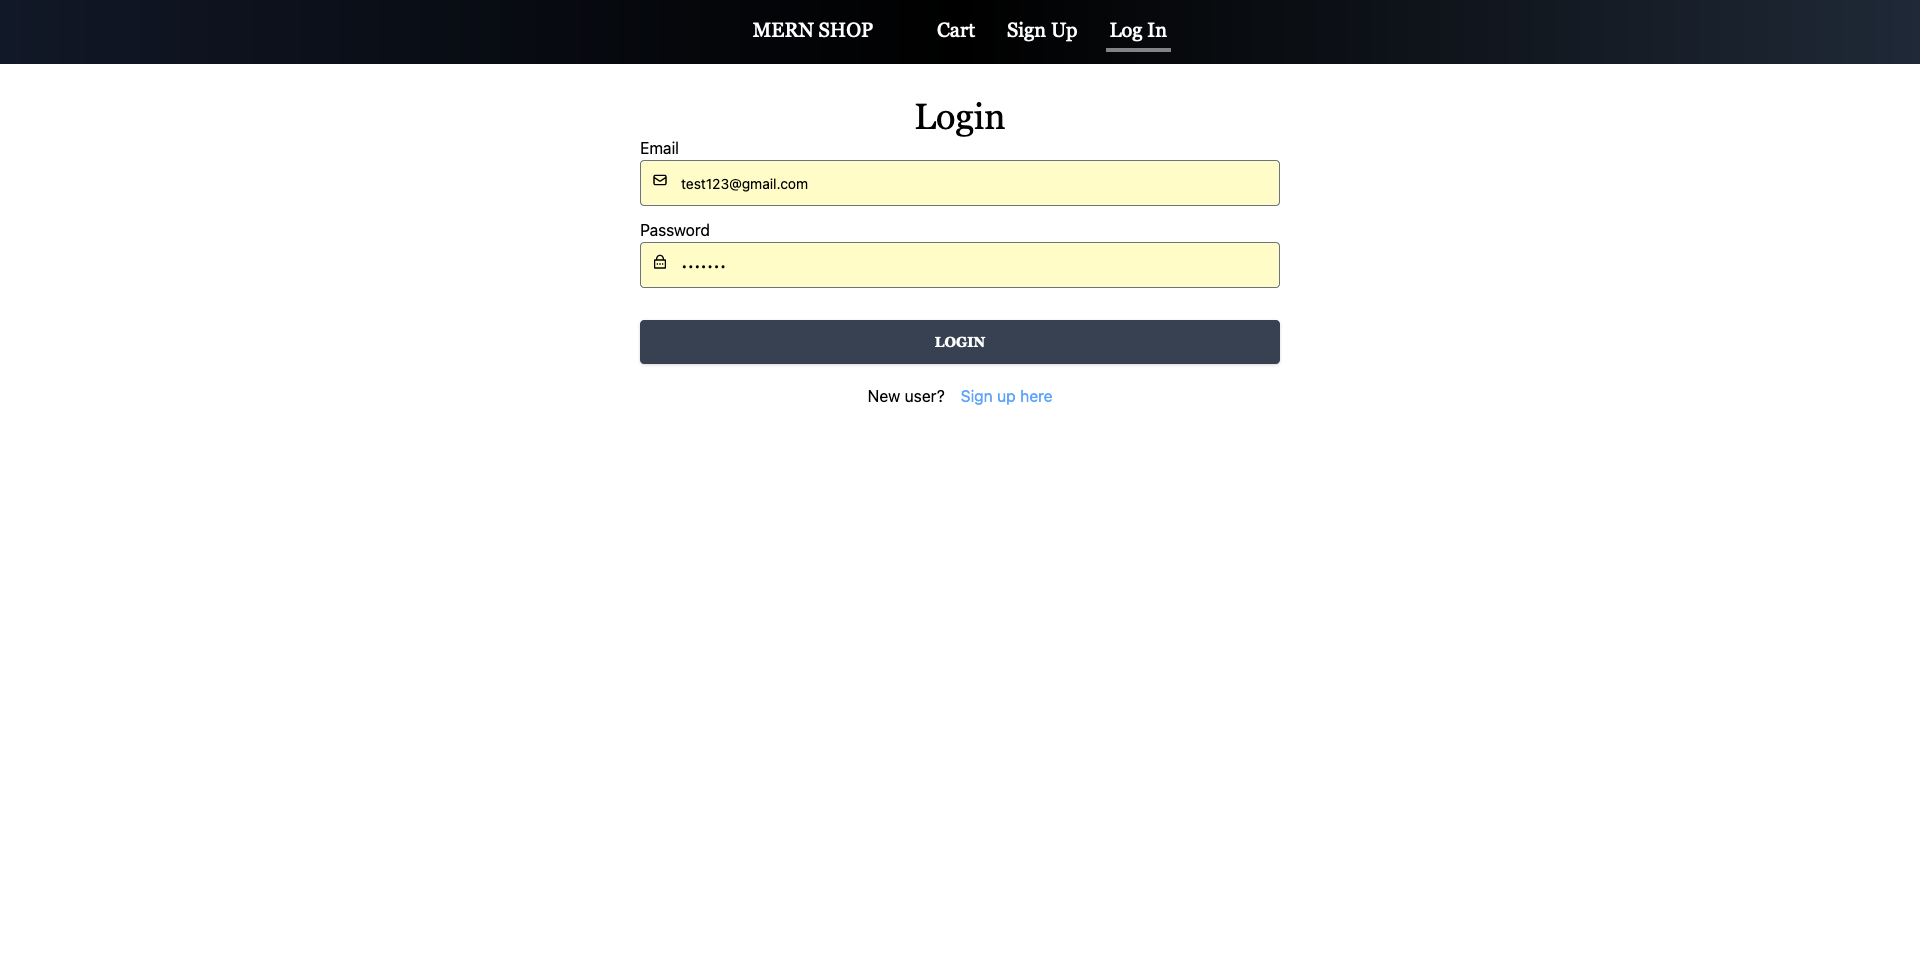 MERN SHOP Cart Sign Up Log In
Login
Email
test123@gmail.com
Password
•••••••
LOGIN
New user? Sign up here